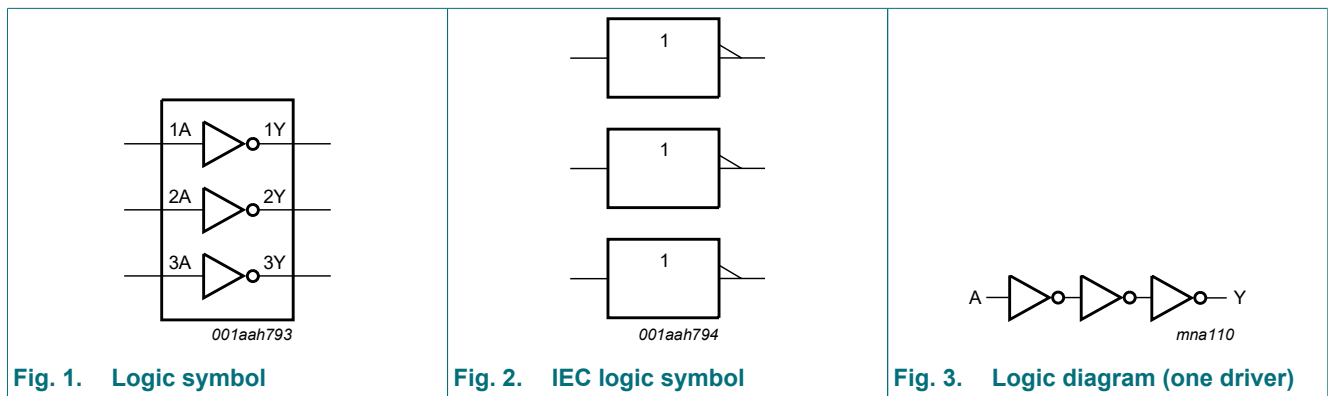 1A 1Y
2A 2Y
3A 3Y
001aah793
Fig. 1. Logic symbol
1
1
1
001aah794
Fig. 2. IEC logic symbol
A Y
mna110
Fig. 3. Logic diagram (one driver)